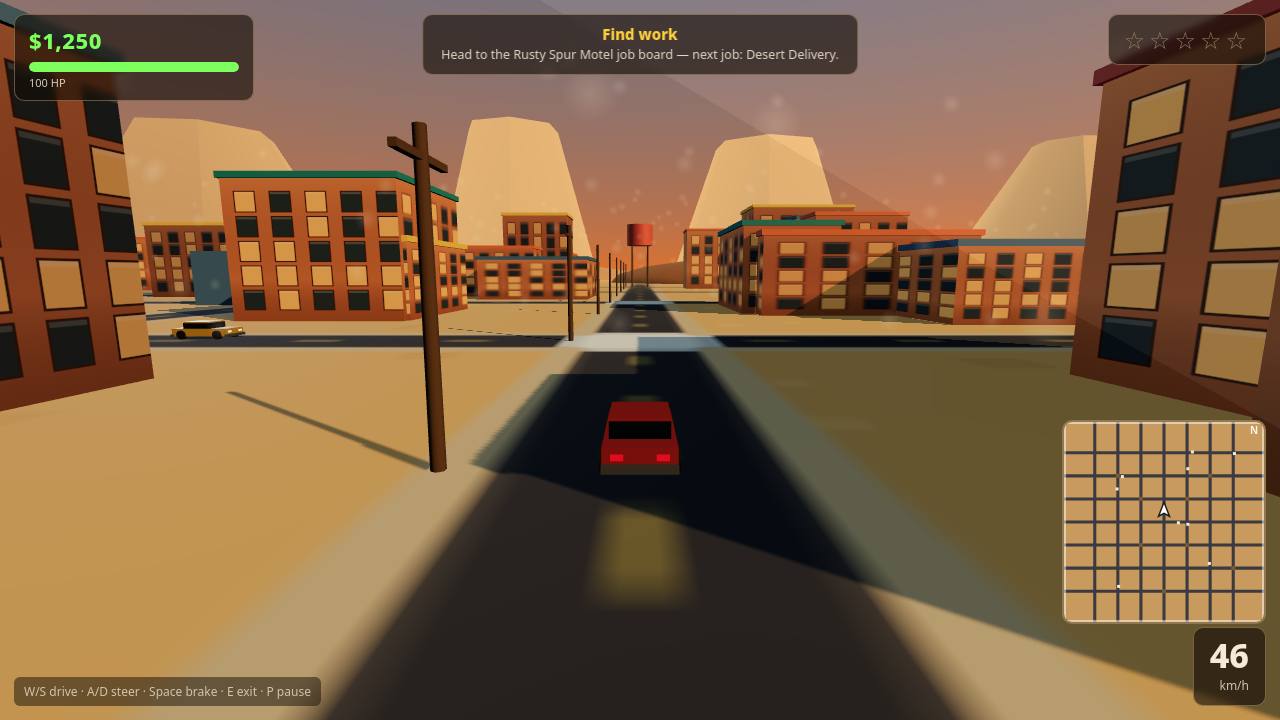 $1,250
100 HP
Find work
Head to the Rusty Spur Motel job board — next job: Desert Delivery.
N
46
km/h
W/S drive · A/D steer · Space brake · E exit · P pause